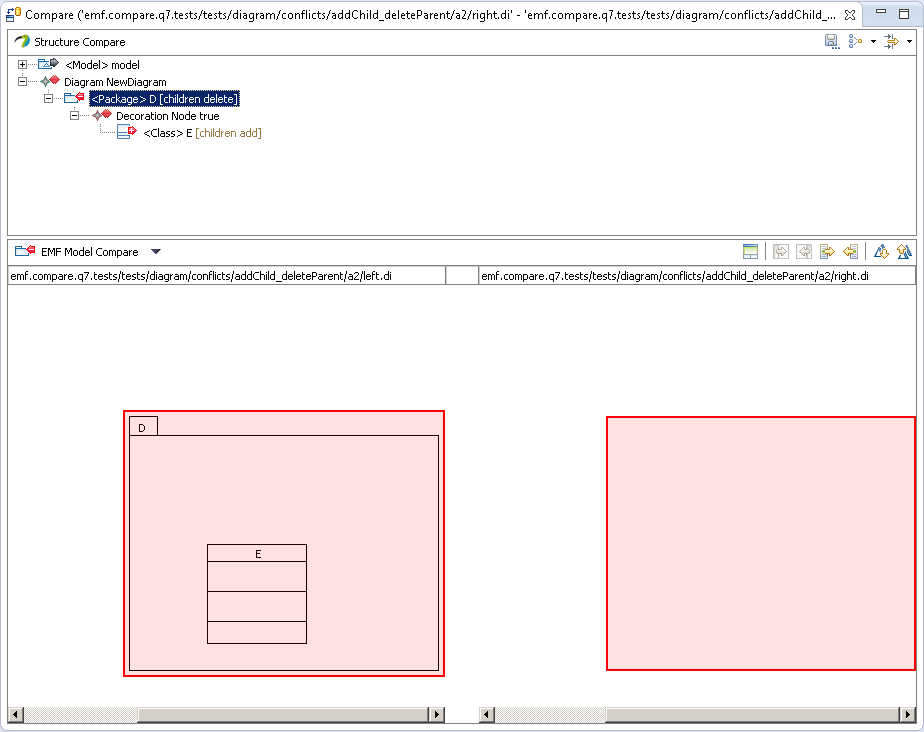 Compare ('emf.compare.q7.tests/tests/diagram/conflicts/addChild_deleteParent/a2/right.di' - 'emf.compare.q7.tests/tests/diagram/conflicts/addChild_...
Structure Compare
<Model> model
Diagram NewDiagram
<Package> D [children delete]
Decoration Node true
<Class> E [children add]
EMF Model Compare
emf.compare.q7.tests/tests/diagram/conflicts/addChild_deleteParent/a2/left.di
emf.compare.q7.tests/tests/diagram/conflicts/addChild_deleteParent/a2/right.di
D
E